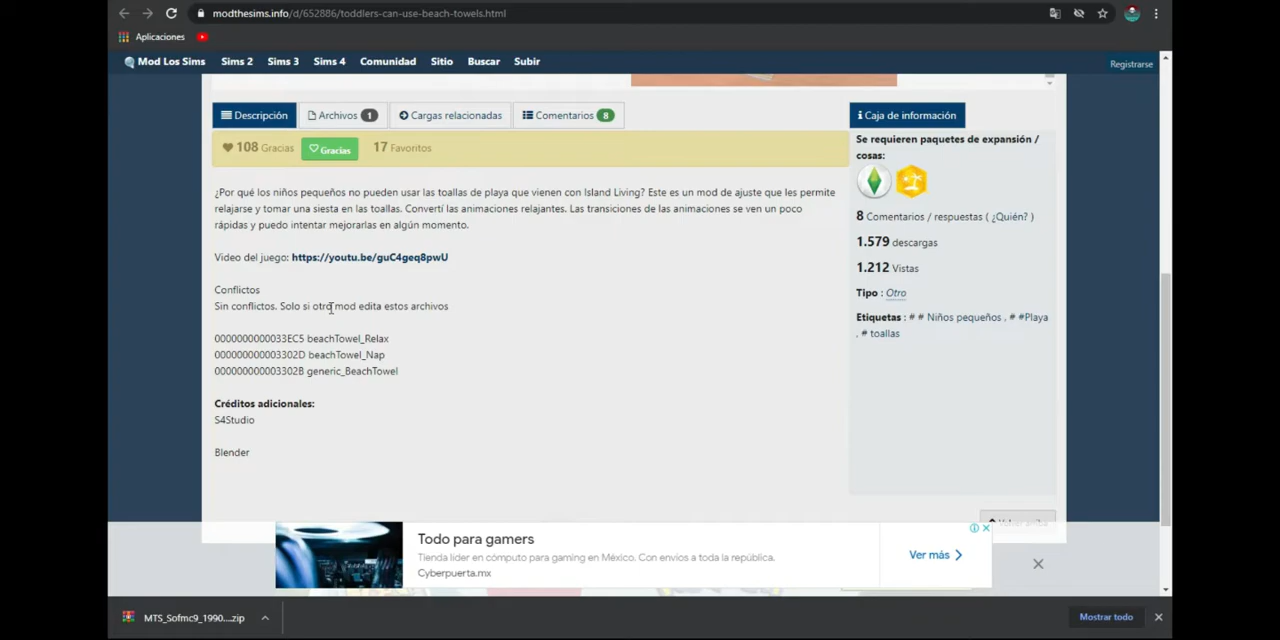 modthesims.info/d/652886/toddlers-can-use-beach-towels.html
Aplicaciones
Mod Los Sims Sims 2 Sims 3 Sims 4 Comunidad Sitio Buscar Subir Registrarse
Descripción Archivos 1 Cargas relacionadas Comentarios 8
108 Gracias Gracias 17 Favoritos
¿Por qué los niños pequeños no pueden usar las toallas de playa que vienen con Island Living? Este es un mod de ajuste que les permite
relajarse y tomar una siesta en las toallas. Convertí las animaciones relajantes. Las transiciones de las animaciones se ven un poco
rápidas y puedo intentar mejorarlas en algún momento.
Video del juego: https://youtu.be/guC4geq8pwU
Conflictos
Sin conflictos. Solo si otro mod edita estos archivos
000000000033EC5 beachTowel_Relax
000000000003302D beachTowel_Nap
000000000003302B generic_BeachTowel
Créditos adicionales:
S4Studio
Blender
Caja de información
Se requieren paquetes de expansión /
cosas:
8 Comentarios / respuestas ( ¿Quién? )
1.579 descargas
1.212 Vistas
Tipo : Otro
Etiquetas : # # Niños pequeños , # #Playa
, # toallas
Todo para gamers
Tienda líder en cómputo para gaming en México. Con envíos a toda la república.
Cyberpuerta.mx
Ver más
MTS_Sofmc9_1990....zip
Mostrar todo